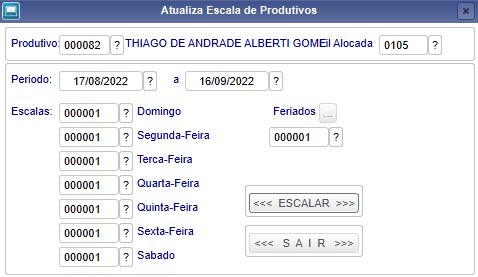 Atualiza Escala de Produtivos ×
Produtivo: 000082 ? THIAGO DE ANDRADE ALBERTI GOME il Alocada 0105 ?
Periodo: 17/08/2022 ? a 16/09/2022 ?
Escalas: 000001 ? Domingo Feriados ...
000001 ? Segunda-Feira 000001 ?
000001 ? Terca-Feira
000001 ? Quarta-Feira
000001 ? Quinta-Feira <<< ESCALAR >>>
000001 ? Sexta-Feira
000001 ? Sabado <<< S A I R >>>